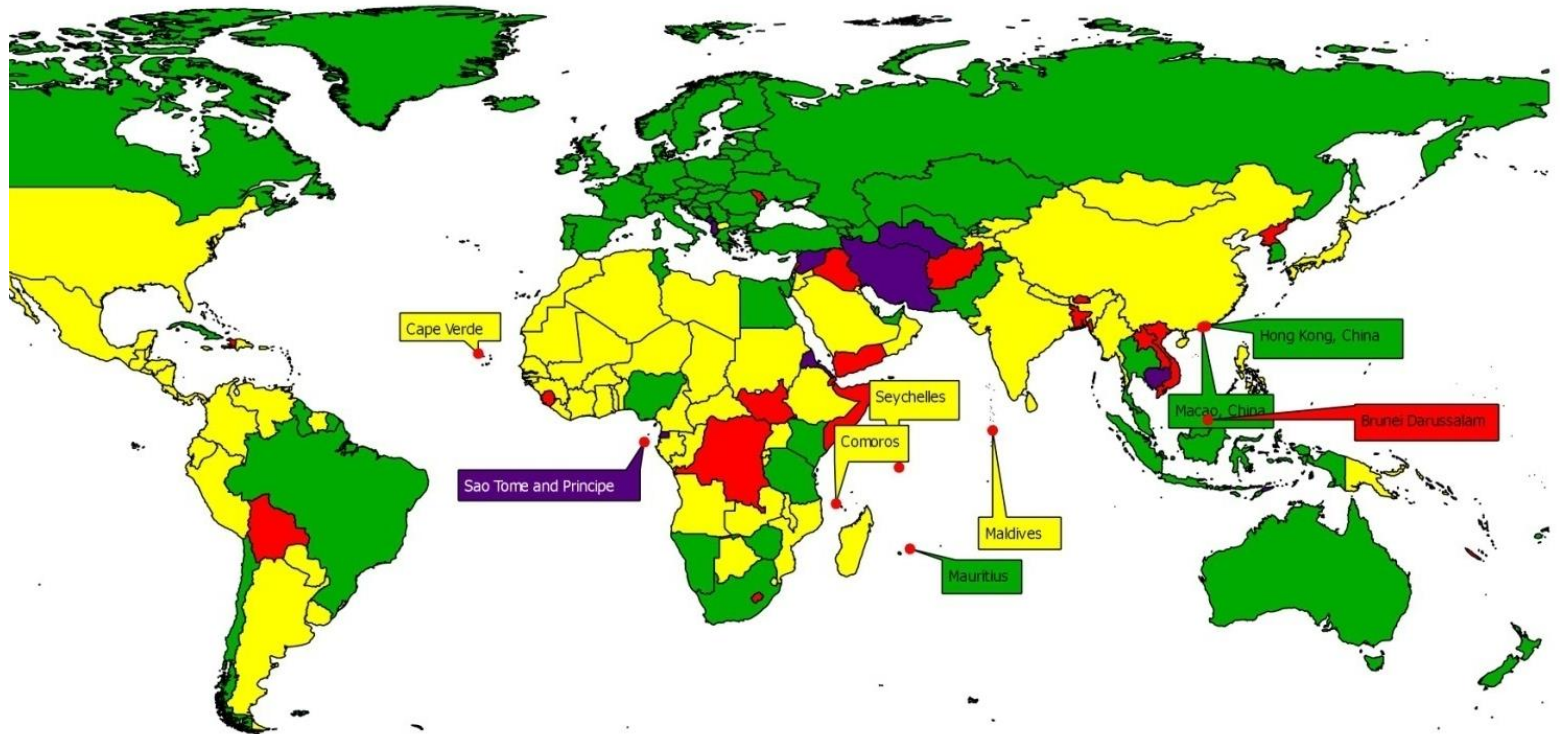 Cape Verde
Hong Kong, China
Seychelles
Macao, China
Brunei Darussalam
Comoros
Sao Tome and Principe
Maldives
Mauritius